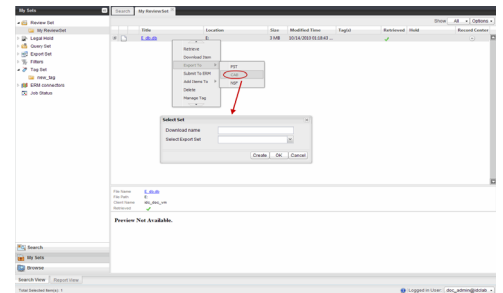 My Sets
Search
My ReviewSet
Show All Options
Review Set
My ReviewSet
Legal Hold
Query Set
Export Set
Filters
Tag Set
new_tag
ERM connectors
Job Status
Title Location Size Modified Time Tag(s) Retrieved Hold Record Center
E_db.db E: 3 MB
Retrieve
Download Item
Export To
Submit To ERM
Add Items To
Delete
Manage Tag
PST
NSF
Select Set
Download name
Select Export Set
Create OK Cancel
File Name E_db.db
File Path E:
Client Name
Retrieved
Preview Not Available.
Search
My Sets
Browse
Search View Report View
Total Selected Item(s): 1
Logged in User